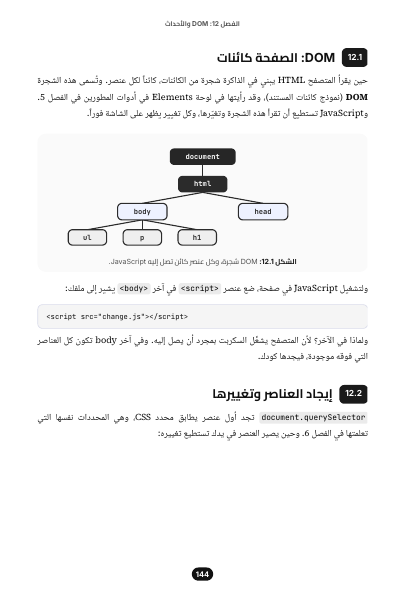 الفصل 12: DOM والأحداث
12.1 DOM: الصفحة كائنات
حين يقرأ المتصفح HTML يبني في الذاكرة شجرة من الكائنات، كائناً لكل عنصر. وتُسمى هذه الشجرة
DOM (نموذج كائنات المستند)، وقد رأيتها في لوحة Elements في أدوات المطورين في الفصل 5.
وJavaScript تستطيع أن تقرأ هذه الشجرة وتغيّرها، وكل تغيير يظهر على الشاشة فوراً.
document
html
body head
ul p h1
الشكل 12.1: DOM شجرة، وكل عنصر كائن تصل إليه JavaScript.
ولتشغيل JavaScript في صفحة، ضع عنصر <script> في آخر <body> يشير إلى ملفك:
<script src="change.js"></script>
ولماذا في الآخر؟ لأن المتصفح يشغّل السكربت بمجرد أن يصل إليه. وفي آخر body تكون كل العناصر
التي فوقه موجودة، فيجدها كودك.
12.2 إيجاد العناصر وتغييرها
document.querySelector تجد أول عنصر يطابق محدد CSS، وهي المحددات نفسها التي
تعلمتها في الفصل 6. وحين يصير العنصر في يدك تستطيع تغييره:
144